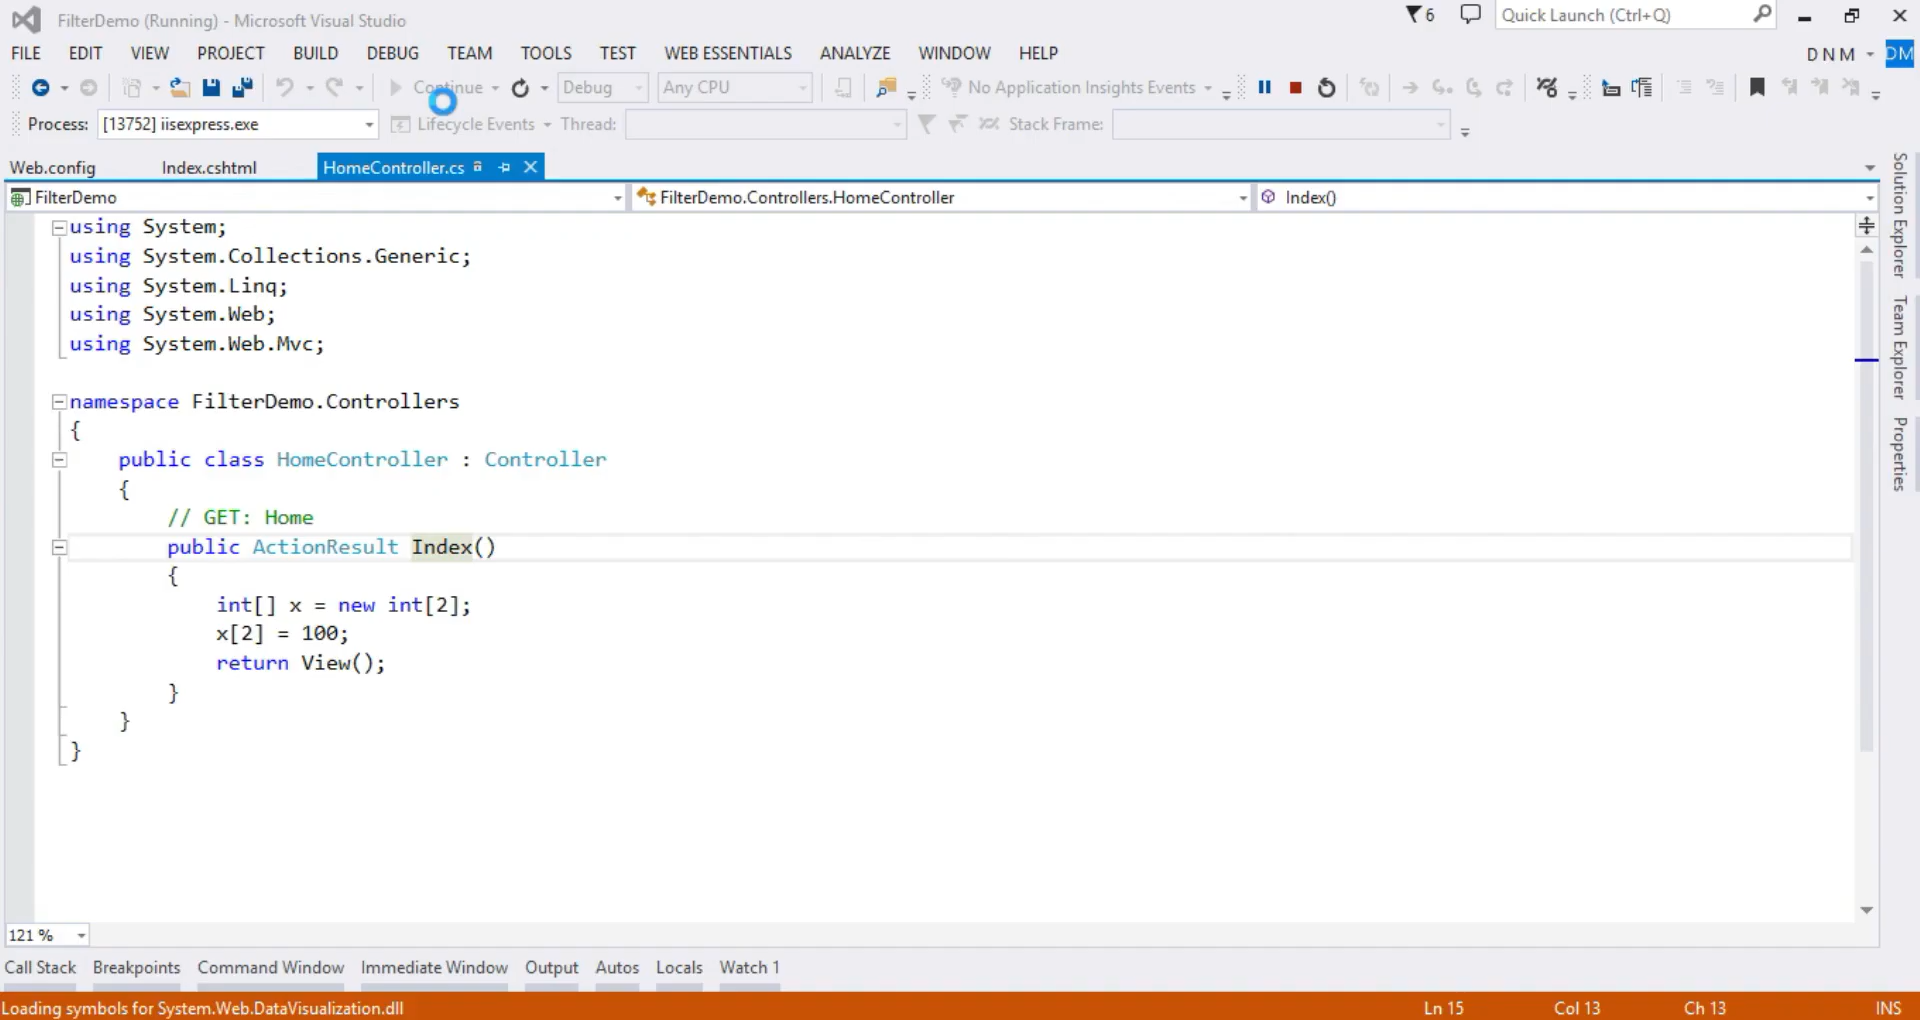 FilterDemo (Running) - Microsoft Visual Studio
6
Quick Launch (Ctrl+Q)
FILE EDIT VIEW PROJECT BUILD DEBUG TEAM TOOLS TEST WEB ESSENTIALS ANALYZE WINDOW HELP
D N M DM
Continue Debug Any CPU No Application Insights Events
Process: [13752] iisexpress.exe Lifecycle Events Thread: Stack Frame:
Web.config Index.cshtml HomeController.cs
FilterDemo FilterDemo.Controllers.HomeController Index()
using System;
using System.Collections.Generic;
using System.Linq;
using System.Web;
using System.Web.Mvc;
namespace FilterDemo.Controllers
{
public class HomeController : Controller
{
// GET: Home
public ActionResult Index()
{
int[] x = new int[2];
x[2] = 100;
return View();
}
}
}
Solution Explorer
Team Explorer
Properties
121 %
Call Stack Breakpoints Command Window Immediate Window Output Autos Locals Watch 1
Loading symbols for System.Web.DataVisualization.dll Ln 15 Col 13 Ch 13 INS